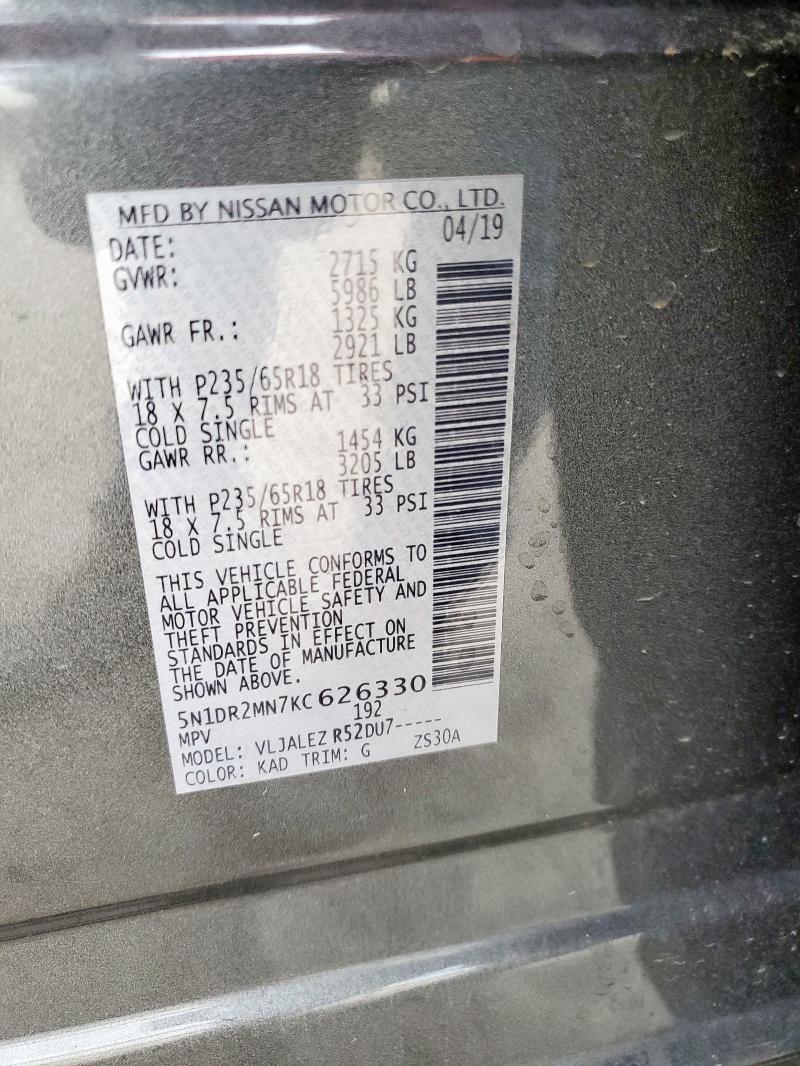 MFD BY NISSAN MOTOR CO., LTD.
DATE: 04/19
GVWR: 2715 KG
5986 LB
GAWR FR.: 1325 KG
2921 LB
WITH P235/65R18 TIRES
18 X 7.5 RIMS AT 33 PSI
COLD SINGLE
GAWR RR.: 1454 KG
3205 LB
WITH P235/65R18 TIRES
18 X 7.5 RIMS AT 33 PSI
COLD SINGLE
THIS VEHICLE CONFORMS TO
ALL APPLICABLE FEDERAL
MOTOR VEHICLE SAFETY AND
THEFT PREVENTION
STANDARDS IN EFFECT ON
THE DATE OF MANUFACTURE
SHOWN ABOVE.
5N1DR2MN7KC626330
MPV 192
MODEL: VLJALEZ R52DU7-----
COLOR: KAD TRIM: G ZS30A